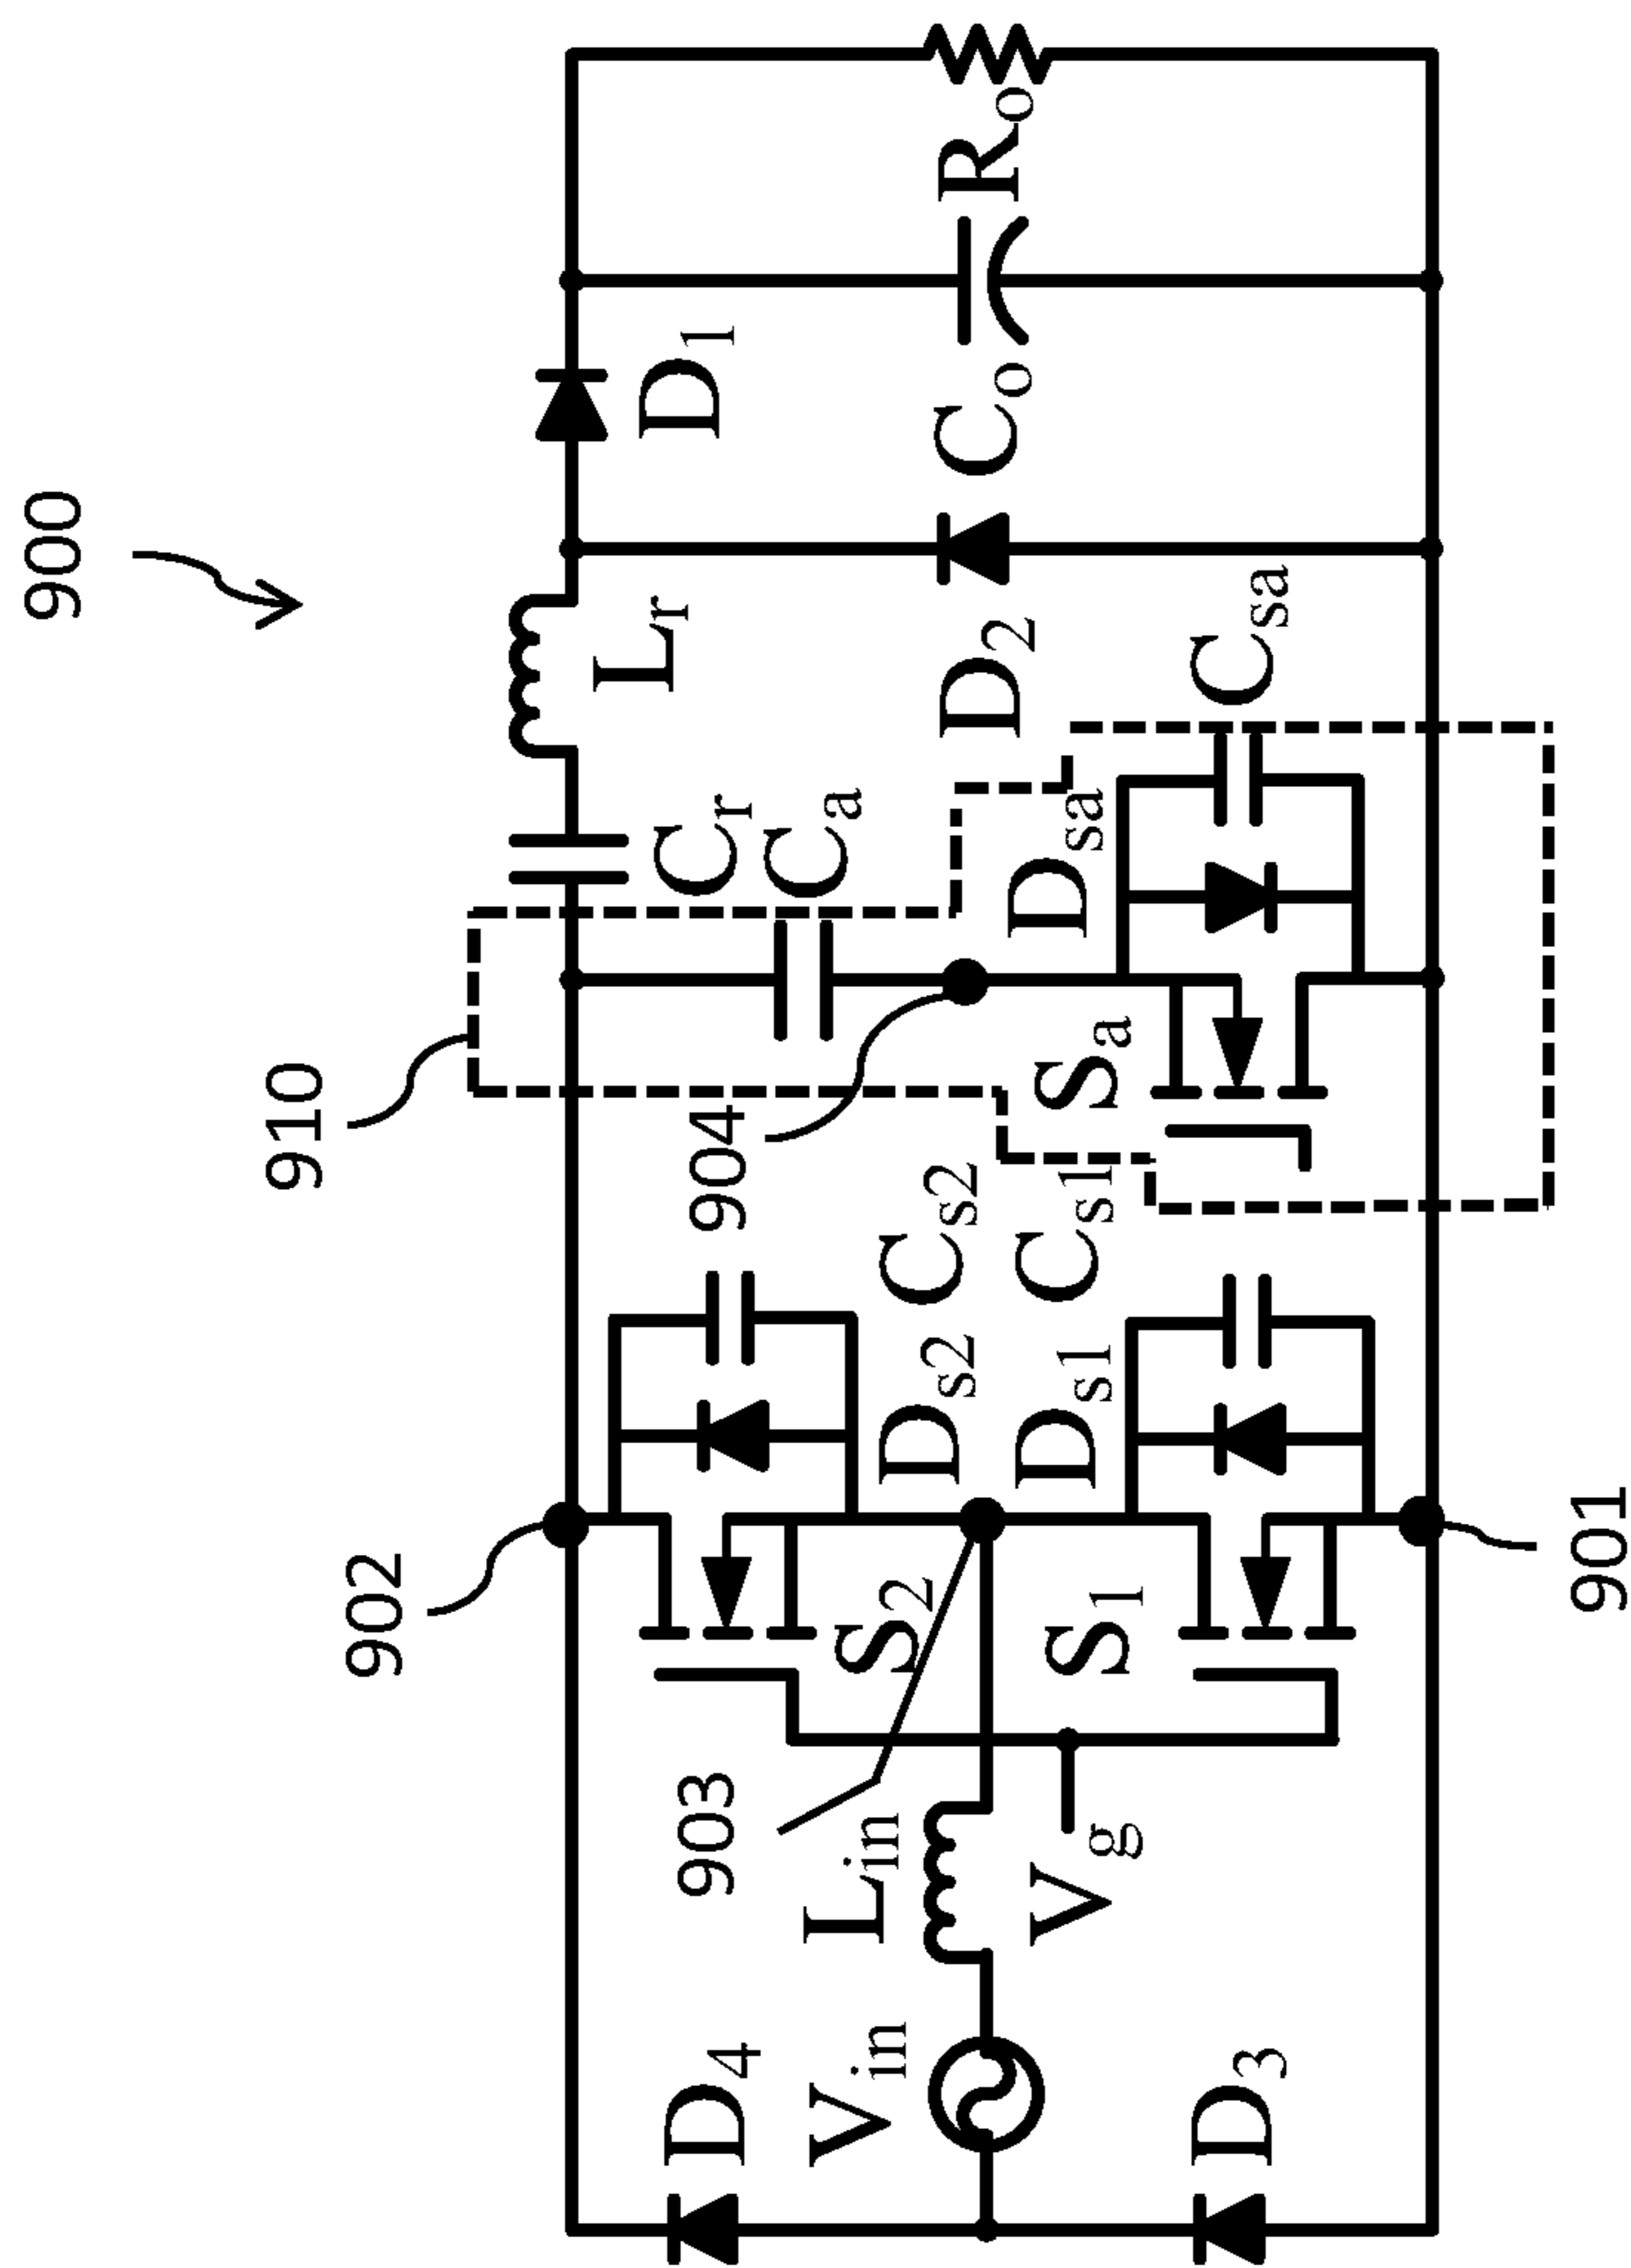 900
910
902
904
903
901
D1
Lr
Cr
Ca
Ro
Co
D2
Csa
Dsa
Sa
Cs2
Ds2
S2
Cs1
Ds1
S1
Lin
Vg
Vin
D4
D3